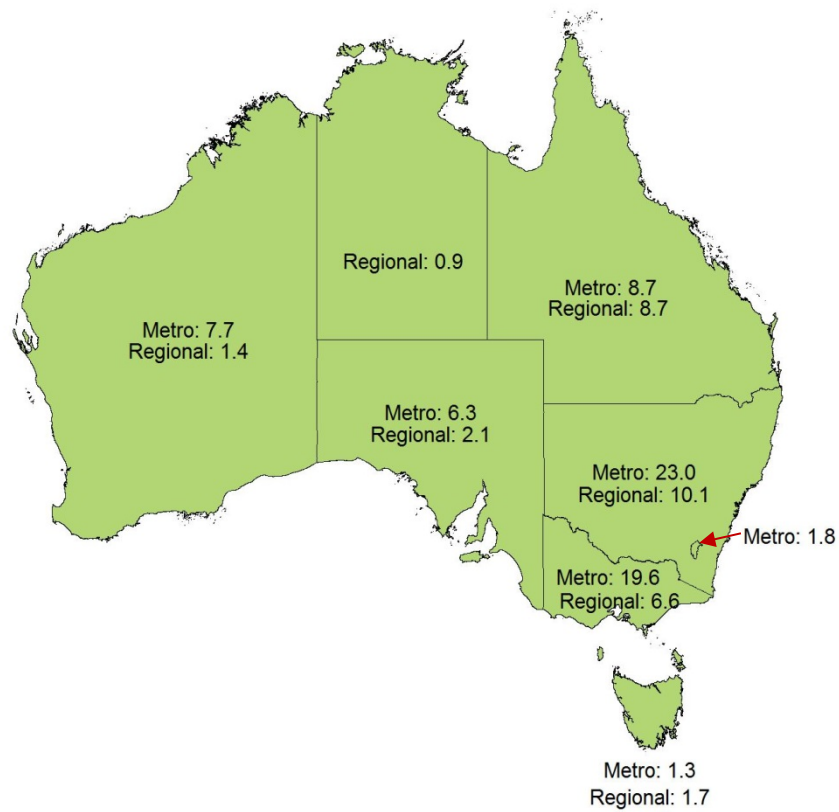 Regional: 0.9
Metro: 8.7
Regional: 8.7
Metro: 7.7
Regional: 1.4
Metro: 6.3
Regional: 2.1
Metro: 23.0
Regional: 10.1
Metro: 1.8
Metro: 19.6
Regional: 6.6
Metro: 1.3
Regional: 1.7